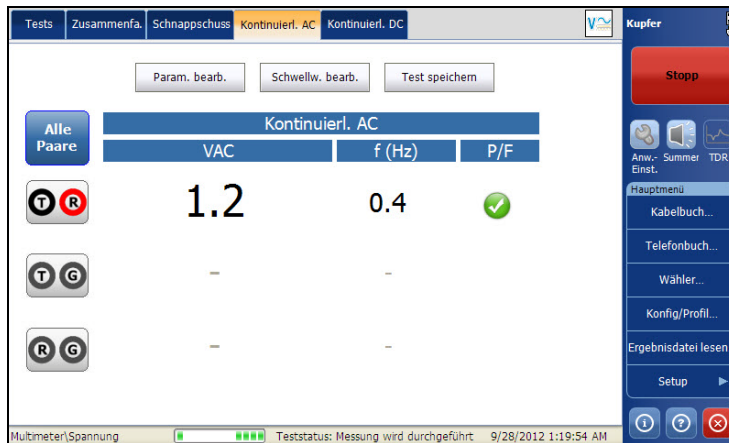 Tests Zusammenfa. Schnappschuss Kontinuierl. AC Kontinuierl. DC V Kupfer
Param. bearb. Schwellw. bearb. Test speichern
Stopp
Alle
Paare
Kontinuierl. AC
VAC f (Hz) P/F
Anw.- Summer TDR
Einst.
Hauptmenü
T R 1.2 0.4
Kabelbuch...
Telefonbuch...
T G - -
Wähler...
Konfig/Profil...
R G - -
Ergebnisdatei lesen
Setup
Multimeter\Spannung Teststatus: Messung wird durchgeführt 9/28/2012 1:19:54 AM